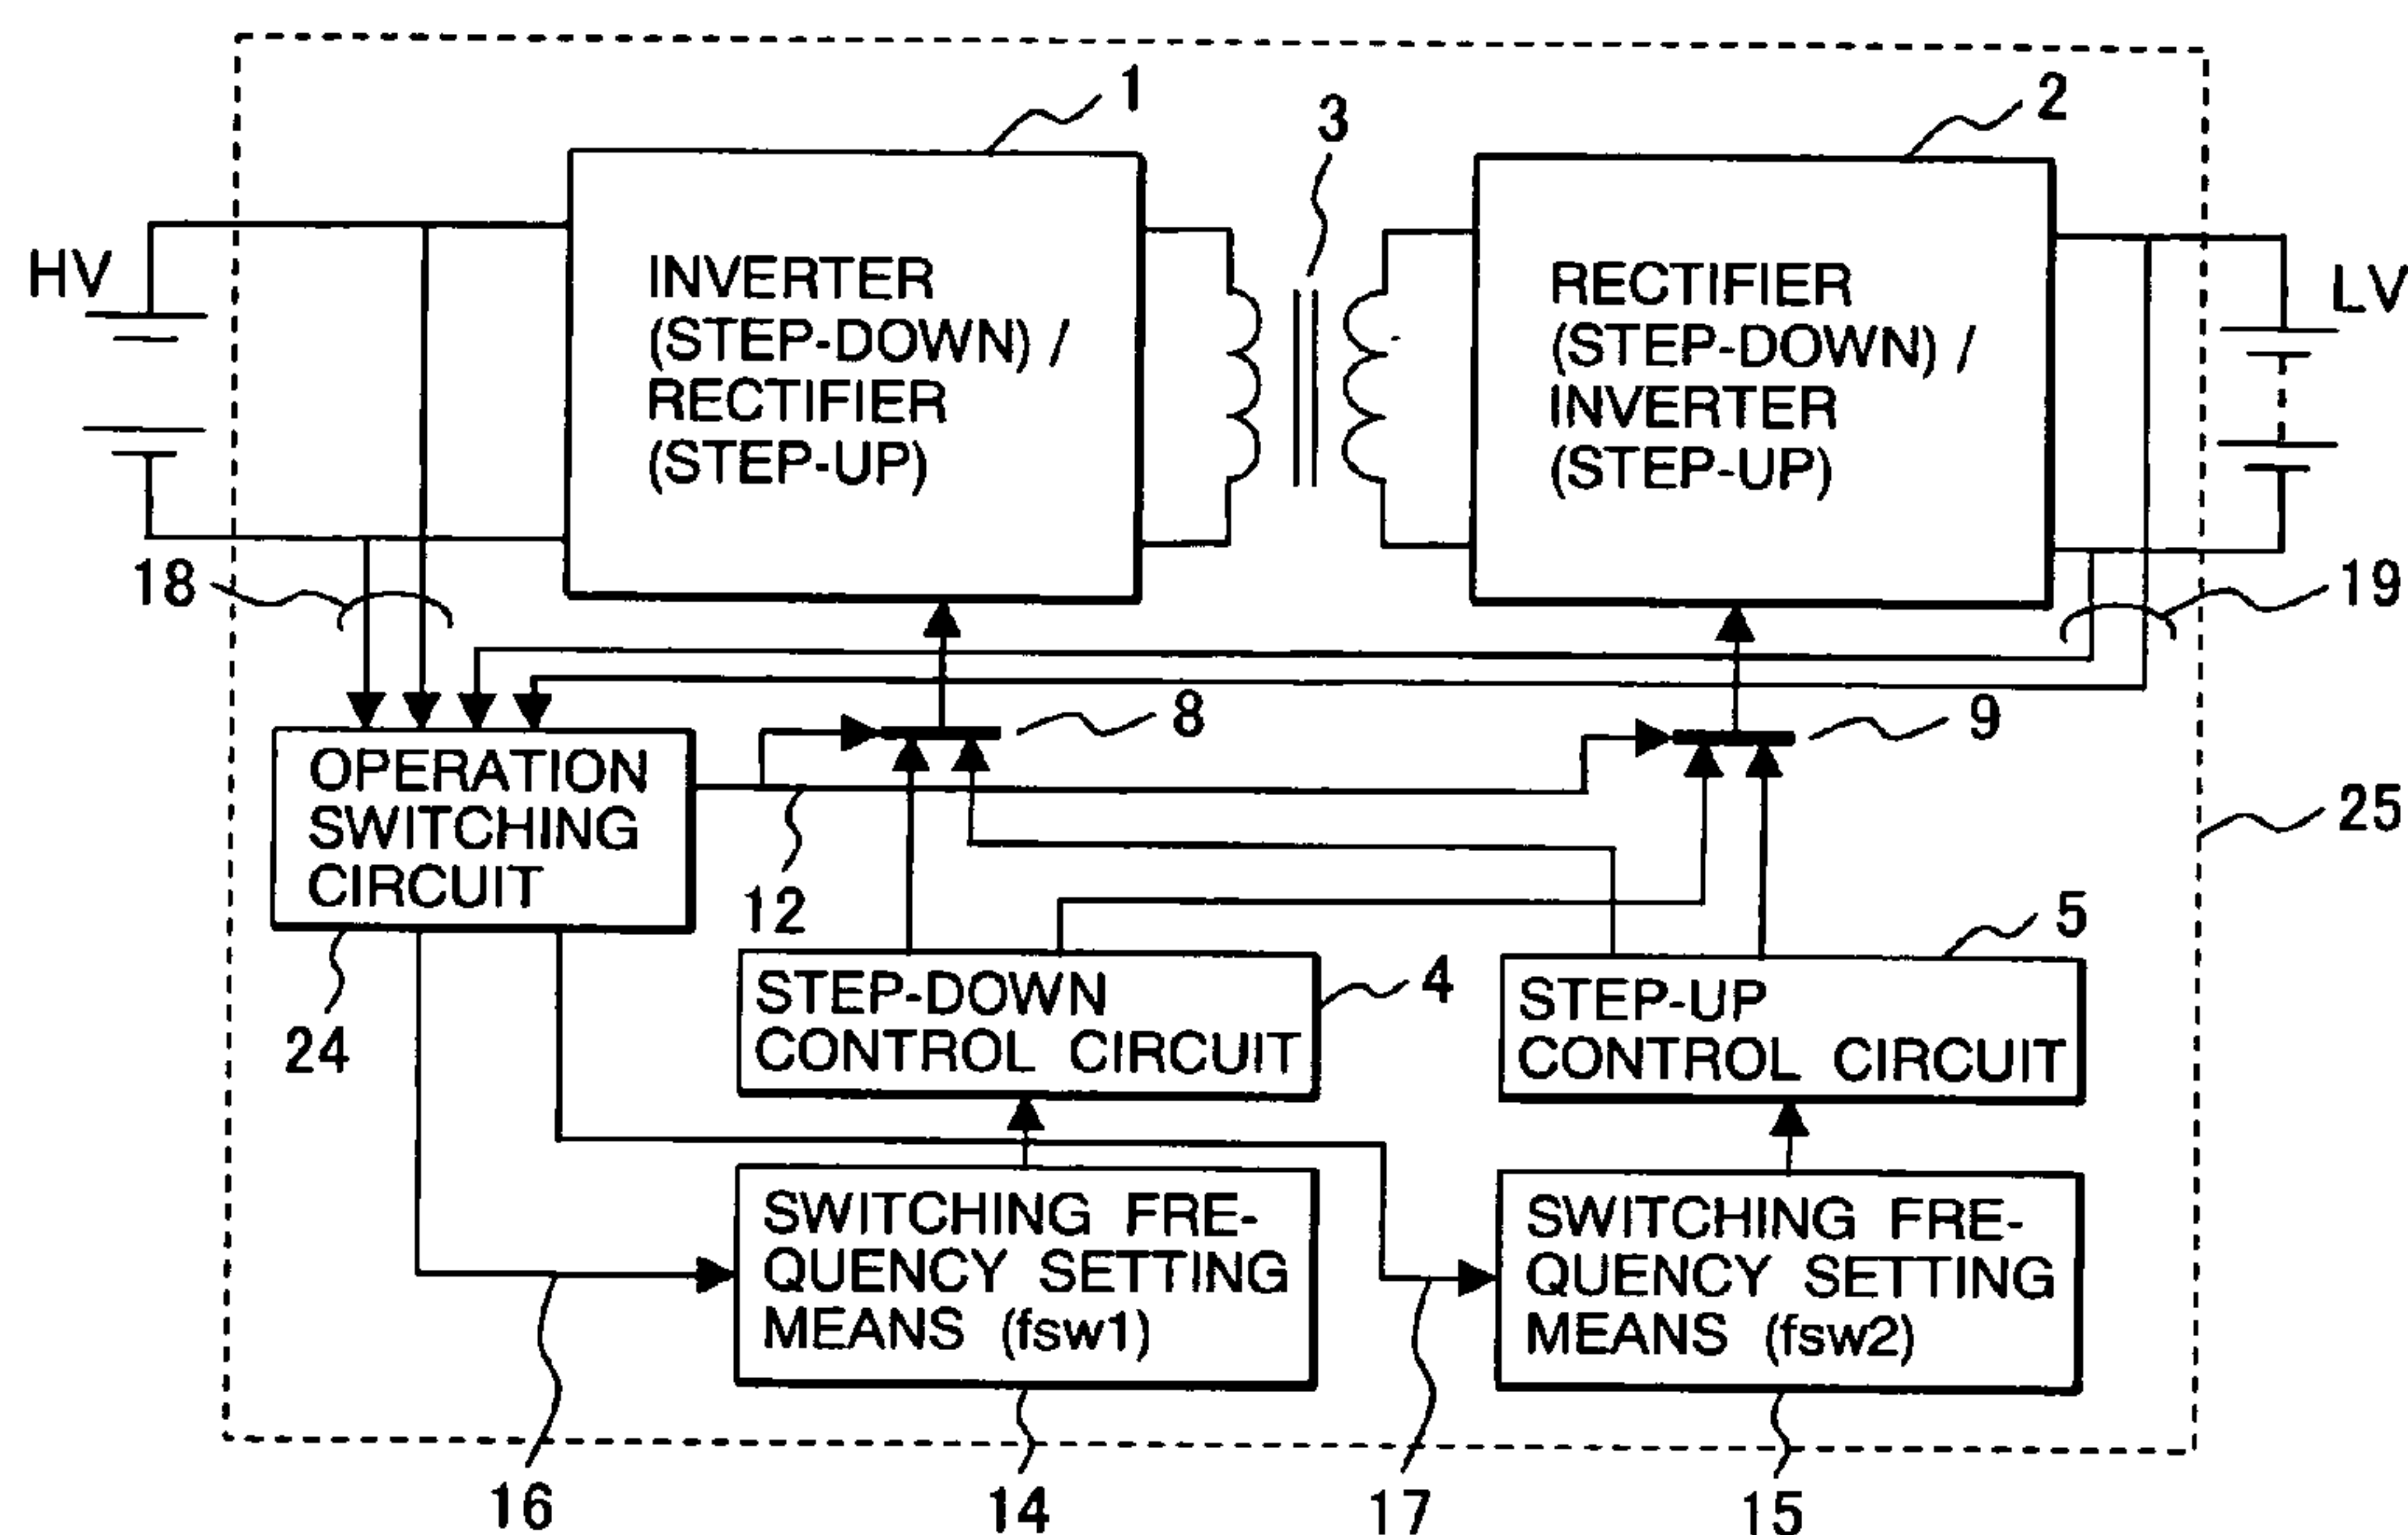 1
2
3
HV
LV
INVERTER
(STEP-DOWN) /
RECTIFIER
(STEP-UP)
RECTIFIER
(STEP-DOWN) /
INVERTER
(STEP-UP)
18
19
8
9
OPERATION
SWITCHING
CIRCUIT
25
12
5
24
STEP-DOWN
CONTROL CIRCUIT
4
STEP-UP
CONTROL CIRCUIT
SWITCHING FRE-
QUENCY SETTING
MEANS (fsw1)
SWITCHING FRE-
QUENCY SETTING
MEANS (fsw2)
16
14
17
15